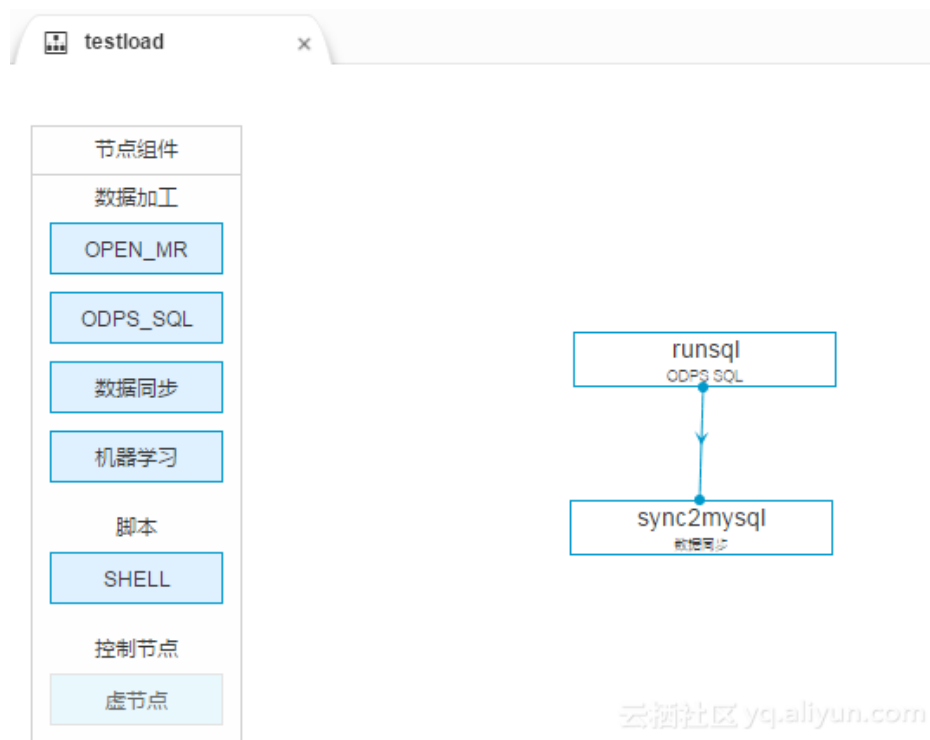 testload
节点组件
数据加工
OPEN_MR
ODPS_SQL
数据同步
机器学习
脚本
SHELL
控制节点
虚节点
runsql
ODPS SQL
sync2mysql
数据同步
云栖社区 yq.aliyun.com